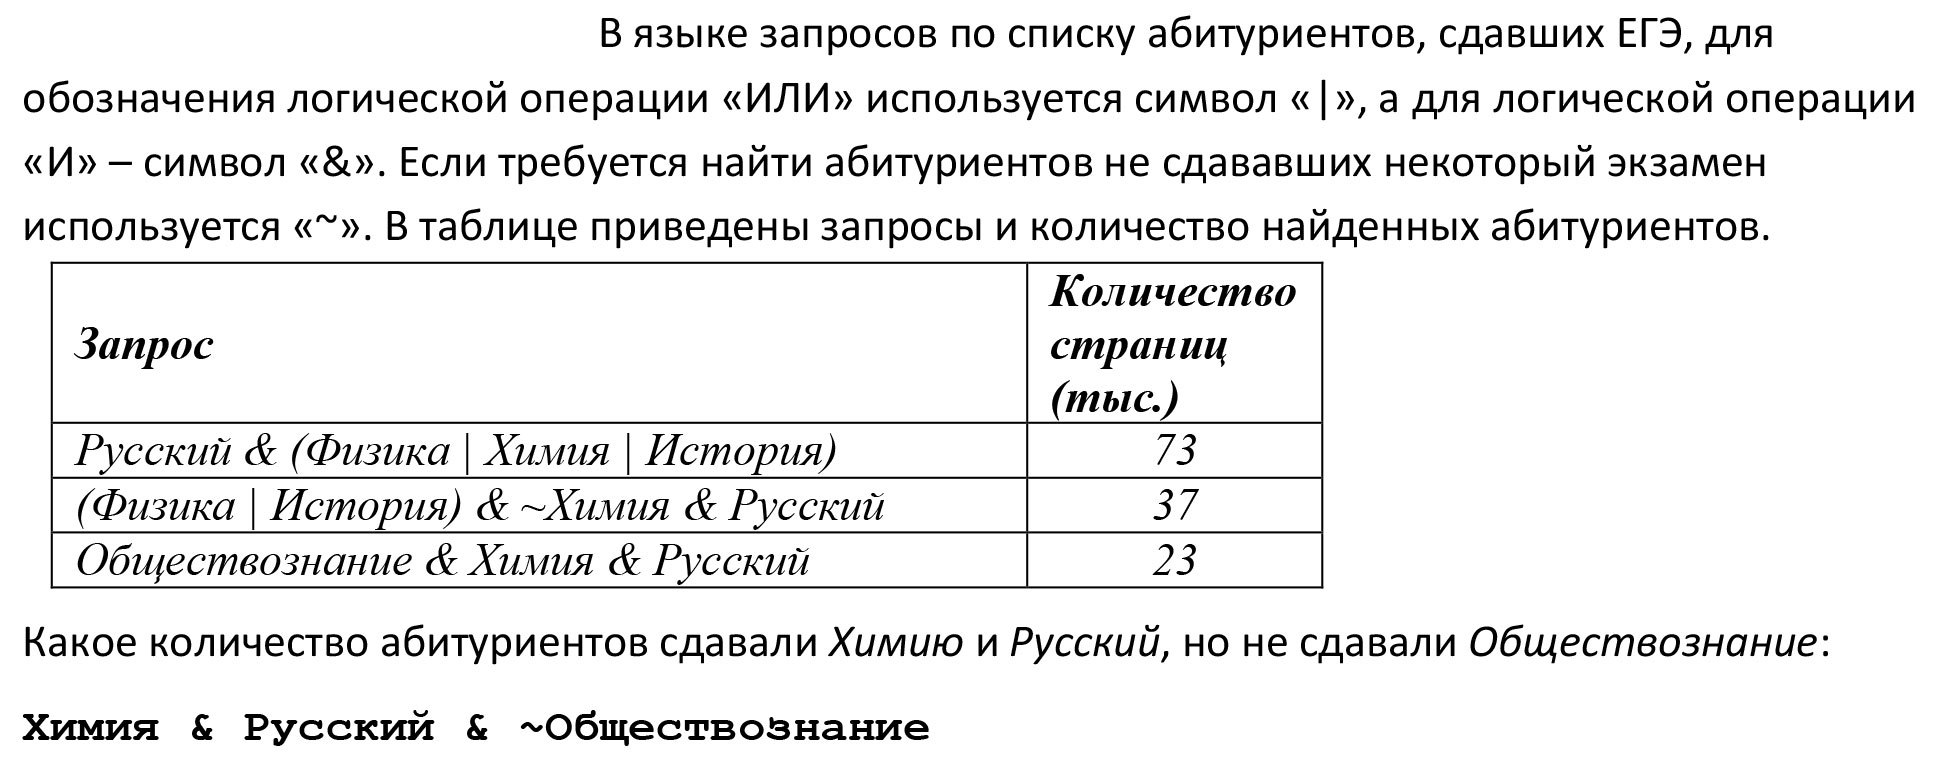 В языке запросов по списку абитуриентов, сдавших ЕГЭ, для
обозначения логической операции «ИЛИ» используется символ «|», а для логической операции
«И» – символ «&». Если требуется найти абитуриентов не сдававших некоторый экзамен
используется «~». В таблице приведены запросы и количество найденных абитуриентов.
Запрос
Количество
страниц
(тыс.)
Русский & (Физика | Химия | История)
73
(Физика | История) & ~Химия & Русский
37
Обществознание & Химия & Русский
23
Какое количество абитуриентов сдавали Химию и Русский, но не сдавали Обществознание:
Химия & Русский & ~Обществознание